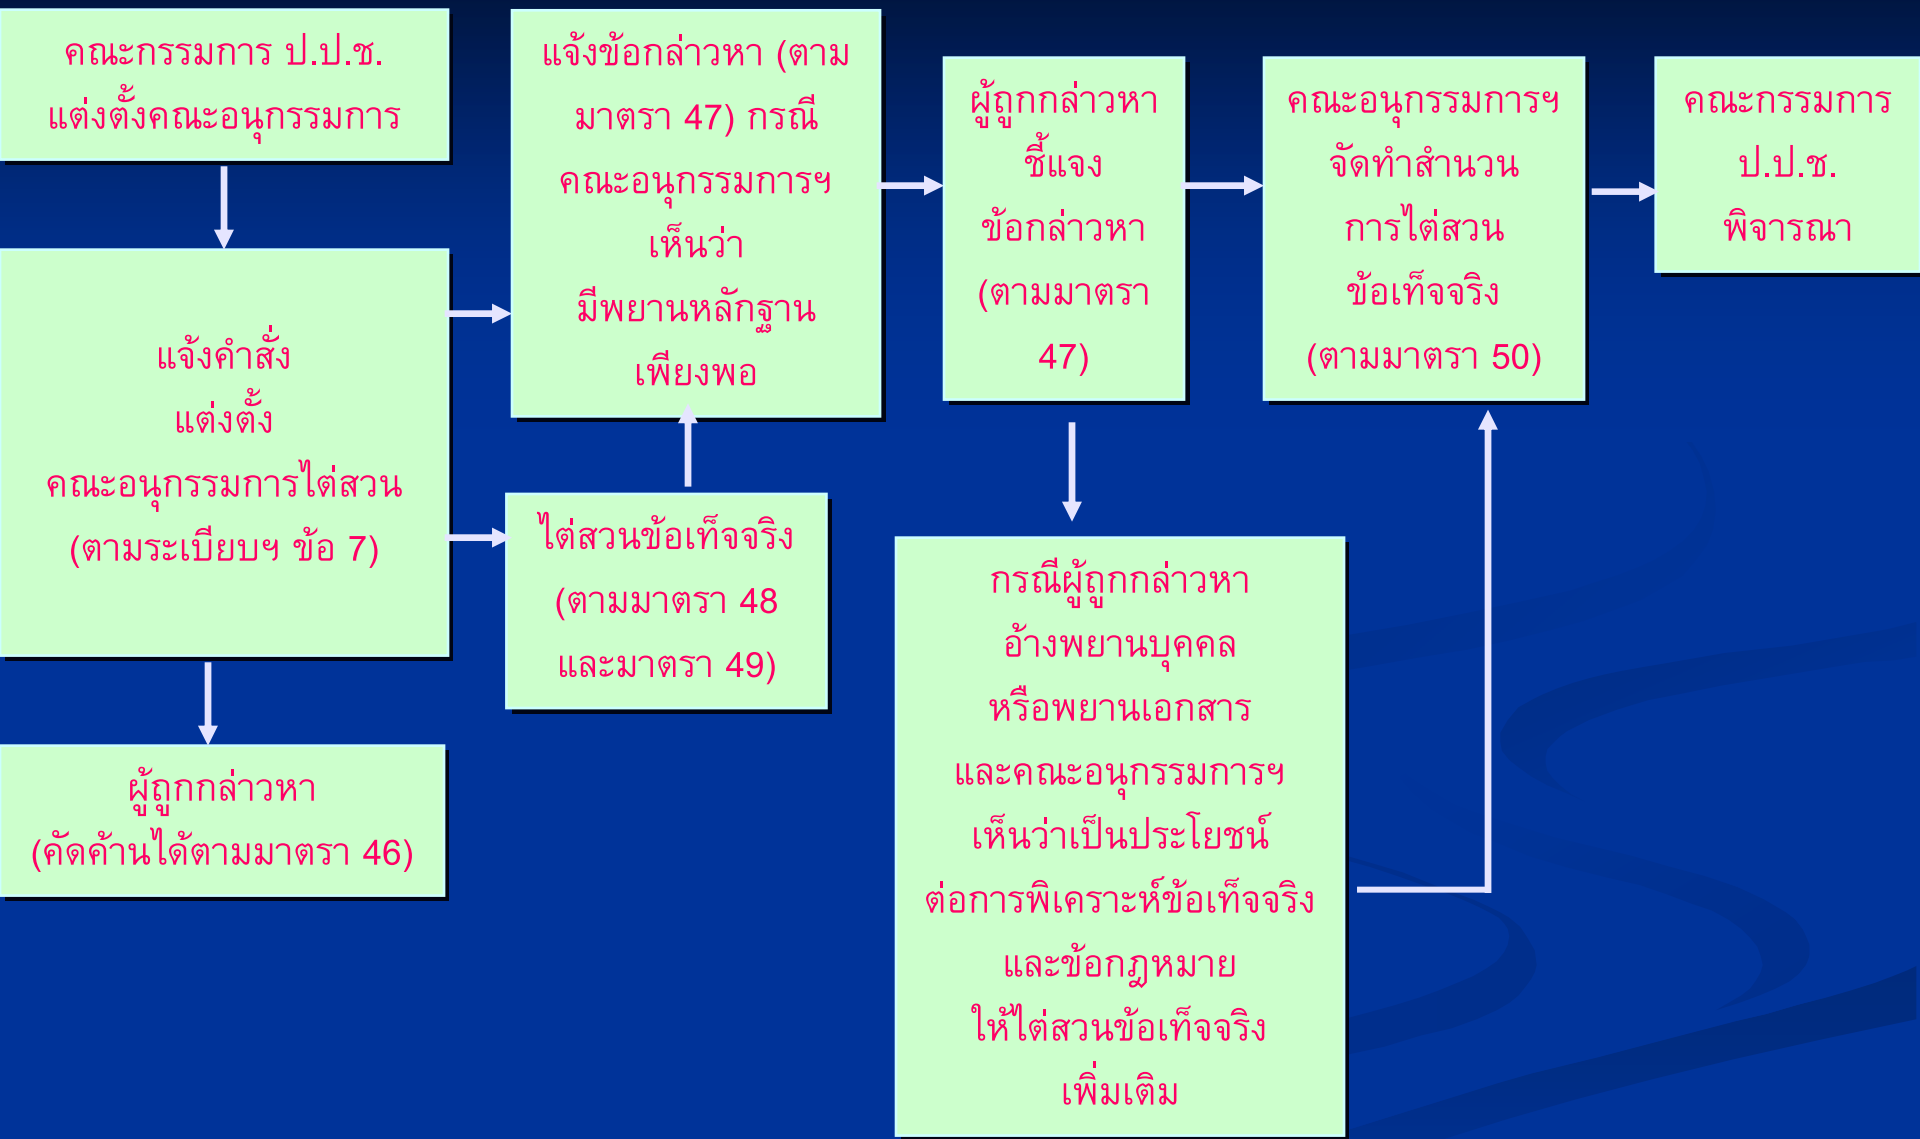 คณะกรรมการ ป.ป.ช.
แต่งตั้งคณะอนุกรรมการ
แจ้งคำสั่ง
แต่งตั้ง
คณะอนุกรรมการไต่สวน
(ตามระเบียบฯ ข้อ 7)
ผู้ถูกกล่าวหา
(คัดค้านได้ตามมาตรา 46)
แจ้งข้อกล่าวหา (ตาม
มาตรา 47) กรณี
คณะอนุกรรมการฯ
เห็นว่า
มีพยานหลักฐาน
เพียงพอ
ไต่สวนข้อเท็จจริง
(ตามมาตรา 48
และมาตรา 49)
ผู้ถูกกล่าวหา
ชี้แจง
ข้อกล่าวหา
(ตามมาตรา
47)
กรณีผู้ถูกกล่าวหา
อ้างพยานบุคคล
หรือพยานเอกสาร
และคณะอนุกรรมการฯ
เห็นว่าเป็นประโยชน์
ต่อการพิเคราะห์ข้อเท็จจริง
และข้อกฎหมาย
ให้ไต่สวนข้อเท็จจริง
เพิ่มเติม
คณะอนุกรรมการฯ
จัดทำสำนวน
การไต่สวน
ข้อเท็จจริง
(ตามมาตรา 50)
คณะกรรมการ
ป.ป.ช.
พิจารณา